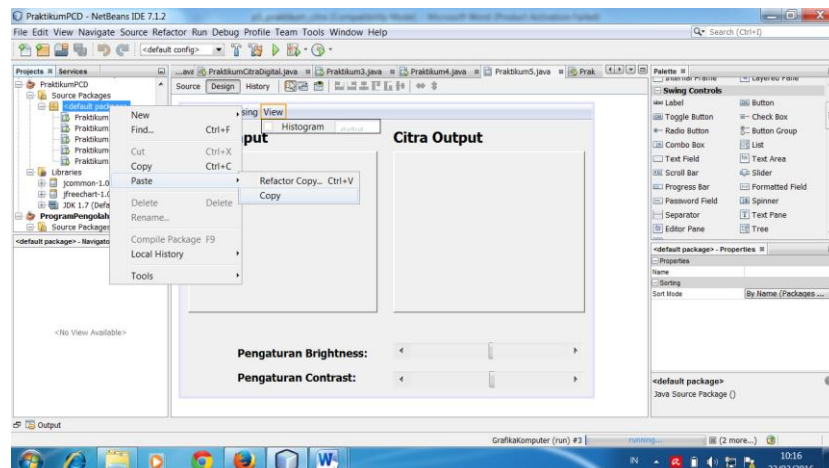 PraktikumPCD - NetBeans IDE 7.1.2
File Edit View Navigate Source Refactor Run Debug Profile Team Tools Window Help
Search (Ctrl+I)
<default config>
Projects Services
PraktikumPCD
Source Packages
<default package>
Praktikum
Praktikum
Praktikum
Praktikum
Praktikum
Libraries
jcommon-1.0
jfreechart-1.0
JDK 1.7 (Defa
ProgramPengolah
Source Packages
<default package> - Navigato
<No View Available>
New
Find... Ctrl+F
Cut Ctrl+X
Copy Ctrl+C
Paste
Delete Delete
Rename...
Compile Package F9
Local History
Tools
Refactor Copy... Ctrl+V
Copy
PraktikumCitraDigital.java Praktikum3.java Praktikum4.java Praktikum5.java Prak
Source Design History
sing View
Histogram
put Citra Output
Pengaturan Brightness:
Pengaturan Contrast:
Palette
Internal Frame Layered Pane
Swing Controls
Label Button
Toggle Button Check Box
Radio Button Button Group
Combo Box List
Text Field Text Area
Scroll Bar Slider
Progress Bar Formatted Field
Password Field Spinner
Separator Text Pane
Editor Pane Tree
<default package> - Properties
Properties
Name
Sorting
Sort Mode By Name (Packages ...
<default package>
Java Source Package ()
Output
GrafikaKomputer (run) #3 running... (2 more...)
IN 10:16